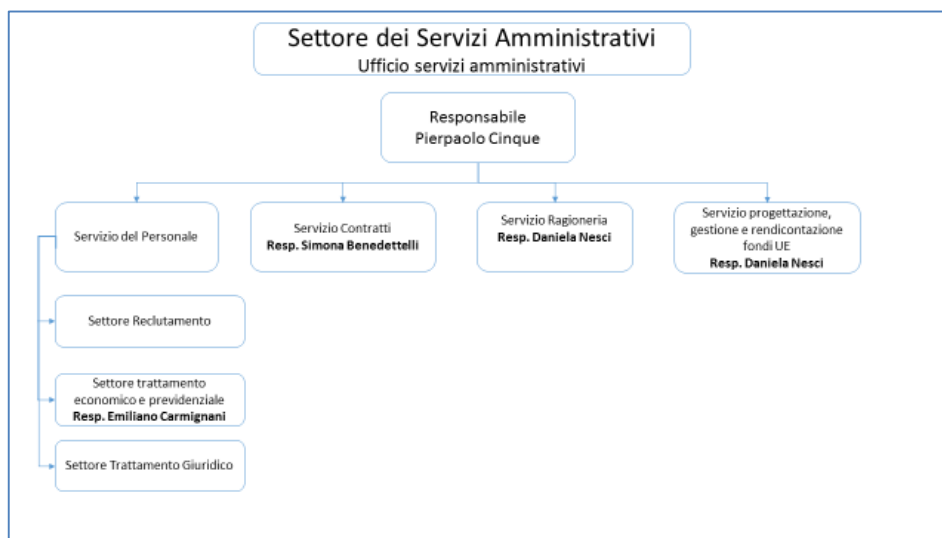 Settore dei Servizi Amministrativi
Ufficio servizi amministrativi
Responsabile
Pierpaolo Cinque
Servizio del Personale
Servizio Contratti
Resp. Simona Benedettelli
Servizio Ragioneria
Resp. Daniela Nesci
Servizio progettazione,
gestione e rendicontazione
fondi UE
Resp. Daniela Nesci
Settore Reclutamento
Settore trattamento
economico e previdenziale
Resp. Emiliano Carmignani
Settore Trattamento Giuridico